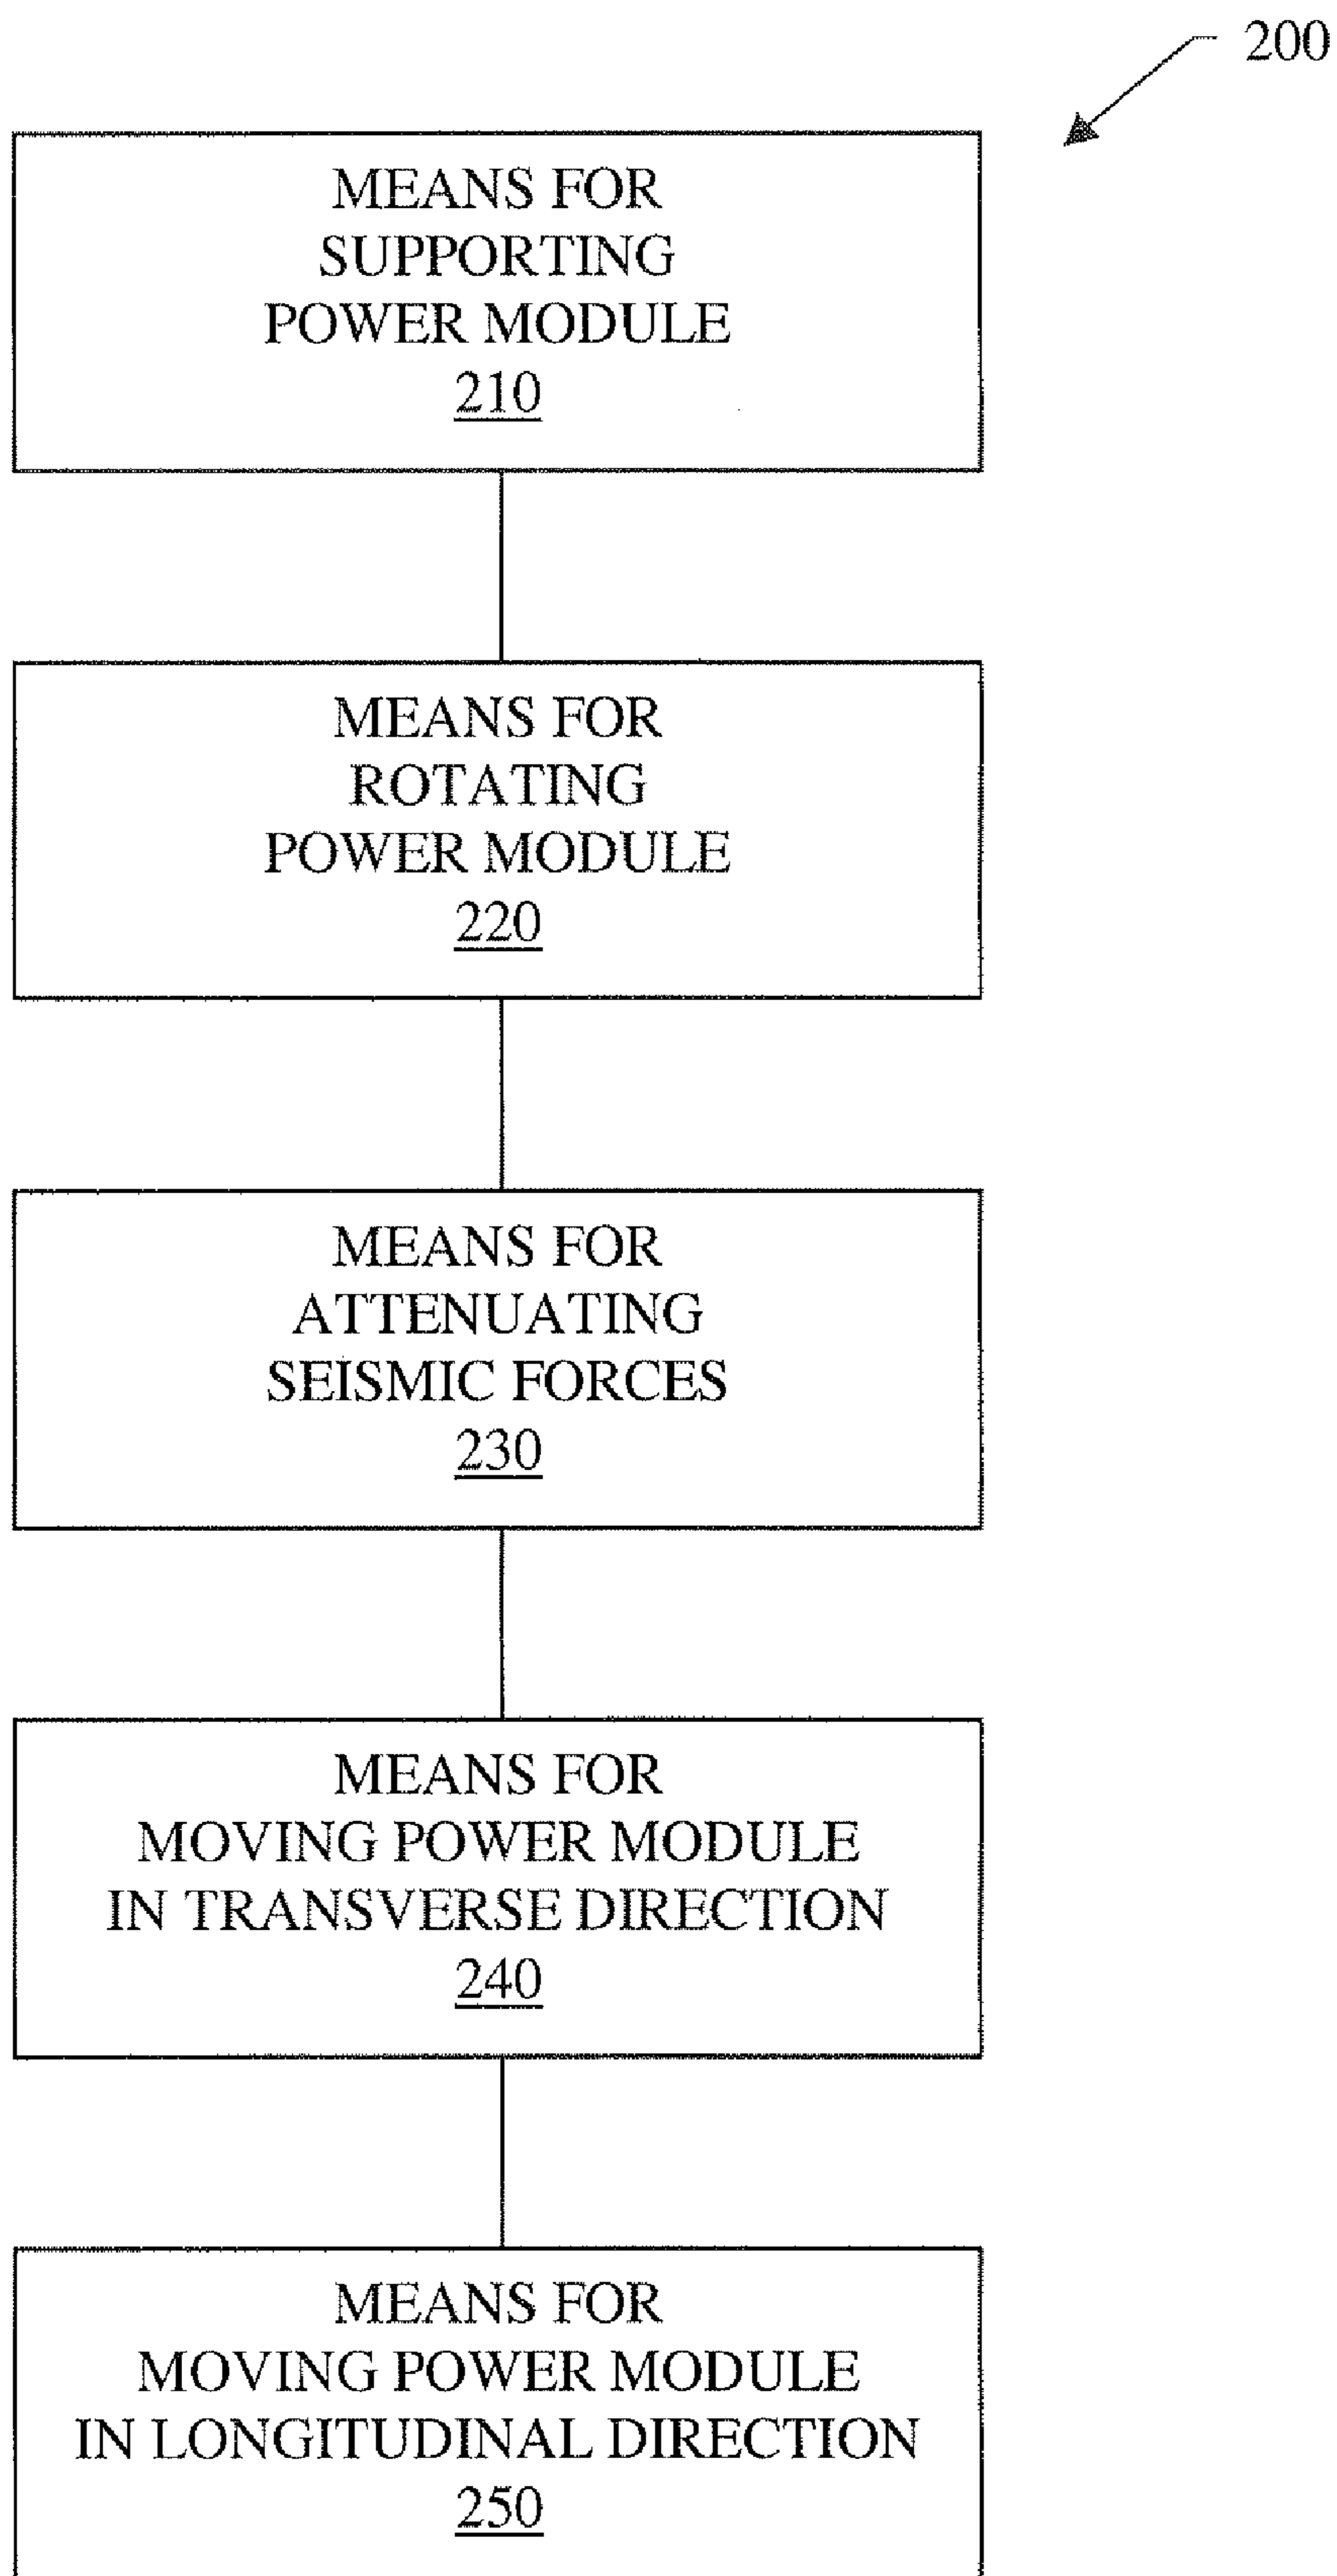 200
MEANS FOR
SUPPORTING
POWER MODULE
210
MEANS FOR
ROTATING
POWER MODULE
220
MEANS FOR
ATTENUATING
SEISMIC FORCES
230
MEANS FOR
MOVING POWER MODULE
IN TRANSVERSE DIRECTION
240
MEANS FOR
MOVING POWER MODULE
IN LONGITUDINAL DIRECTION
250